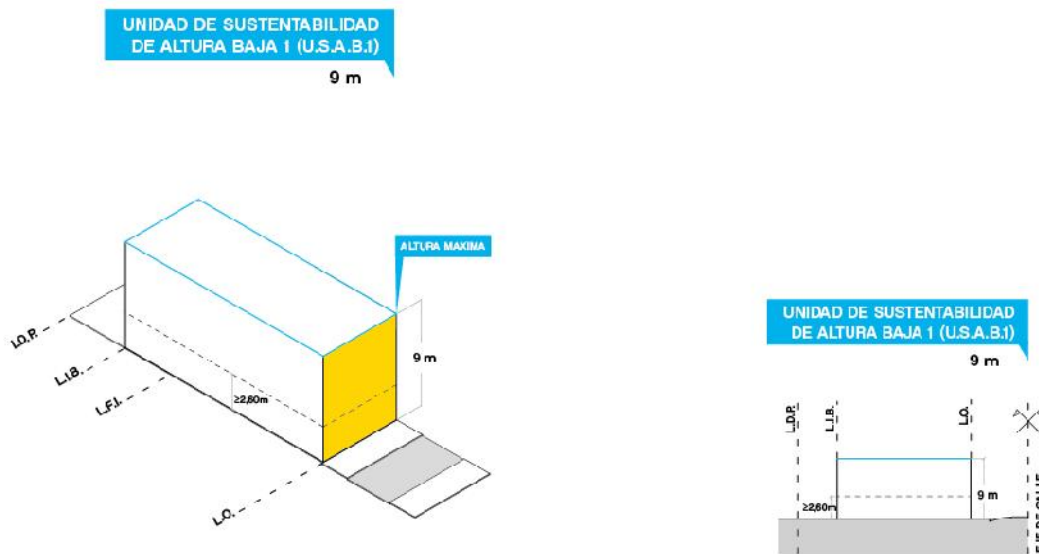 UNIDAD DE SUSTENTABILIDAD
DE ALTURA BAJA 1 (U.S.A.B.1)
9 m
ALTURA MAXIMA
9 m
≥2,60m
L.I.B.
L.F.I.
L.O.
UNIDAD DE SUSTENTABILIDAD
DE ALTURA BAJA 1 (U.S.A.B.1)
9 m
L.D.P.
L.I.B.
L.O.
9 m
≥2,60m